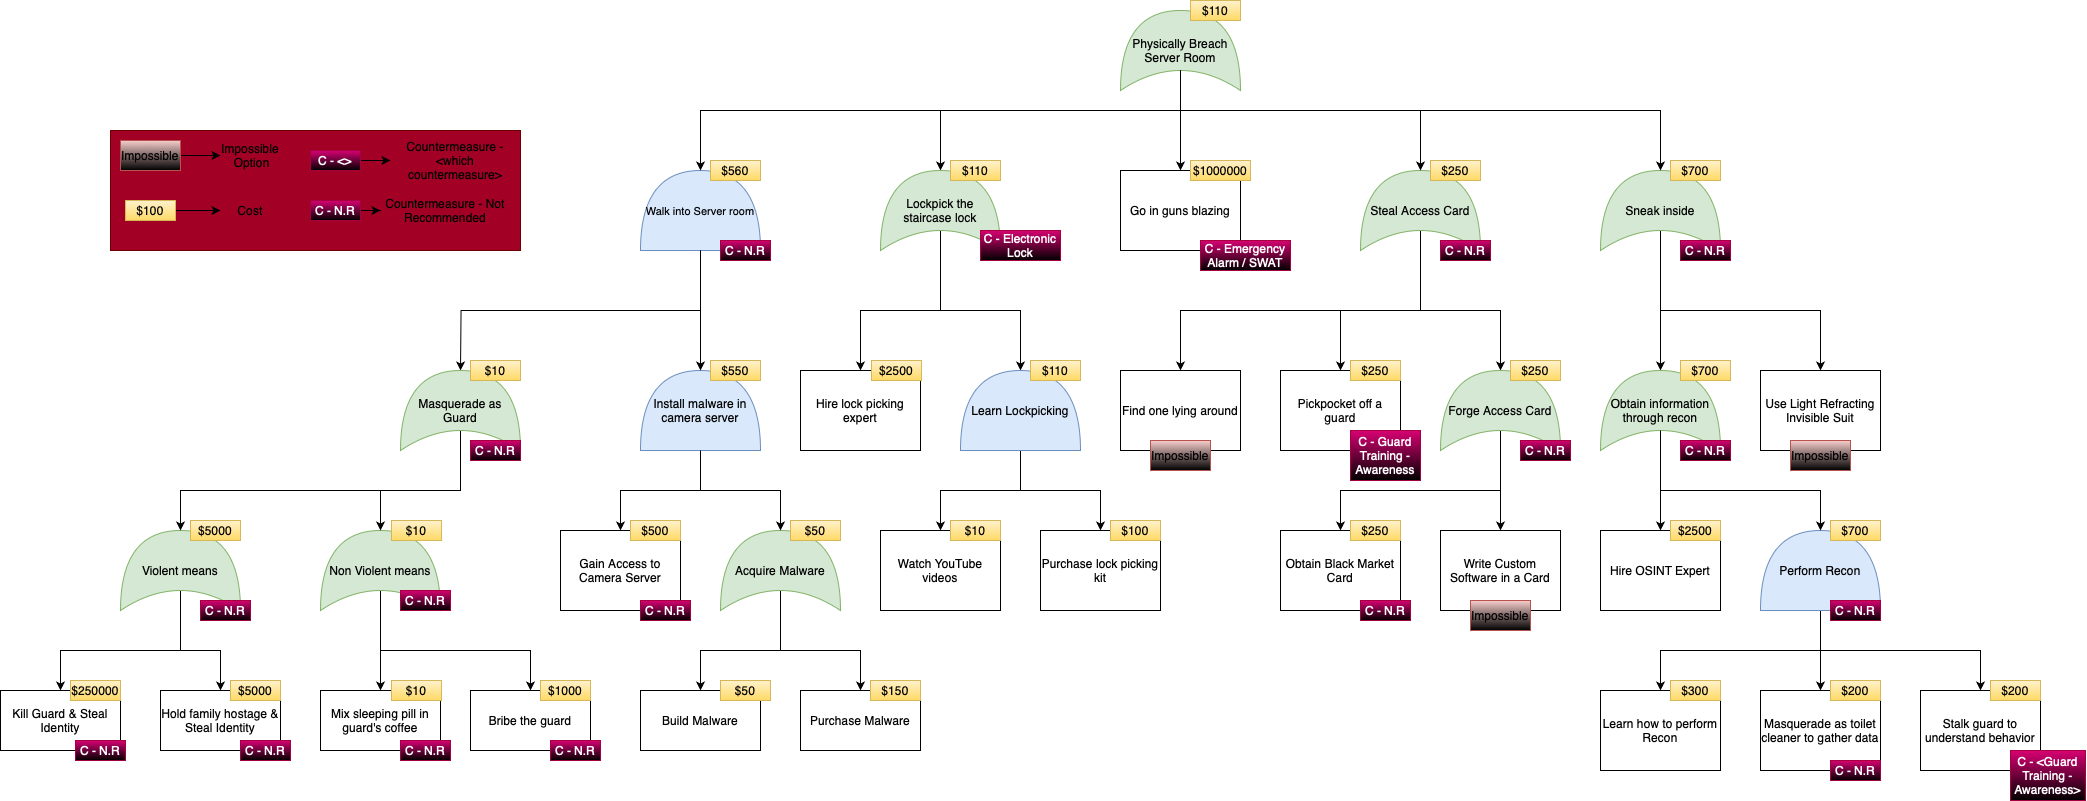 $110
Physically Breach
Server Room
Impossible
Impossible
Option
C - <>
Countermeasure -
<which
countermeasure>
$100
Cost
C - N.R
Countermeasure - Not
Recommended
$560
Walk into Server room
C - N.R
$110
Lockpick the
staircase lock
C - Electronic
Lock
$1000000
Go in guns blazing
C - Emergency
Alarm / SWAT
$250
Steal Access Card
C - N.R
$700
Sneak inside
C - N.R
$10
Masquerade as
Guard
C - N.R
$550
Install malware in
camera server
$2500
Hire lock picking
expert
$110
Learn Lockpicking
Find one lying around
Impossible
$250
Pickpocket off a
guard
C - Guard
Training -
Awareness
$250
Forge Access Card
C - N.R
$700
Obtain information
through recon
C - N.R
Use Light Refracting
Invisible Suit
Impossible
$5000
Violent means
C - N.R
$10
Non Violent means
C - N.R
$500
Gain Access to
Camera Server
C - N.R
$50
Acquire Malware
$10
Watch YouTube
videos
$100
Purchase lock picking
kit
$250
Obtain Black Market
Card
C - N.R
Write Custom
Software in a Card
Impossible
$2500
Hire OSINT Expert
$700
Perform Recon
C - N.R
$250000
Kill Guard & Steal
Identity
C - N.R
$5000
Hold family hostage &
Steal Identity
C - N.R
$10
Mix sleeping pill in
guard's coffee
C - N.R
$1000
Bribe the guard
C - N.R
$50
Build Malware
$150
Purchase Malware
$300
Learn how to perform
Recon
$200
Masquerade as toilet
cleaner to gather data
C - N.R
$200
Stalk guard to
understand behavior
C - <Guard
Training -
Awareness>